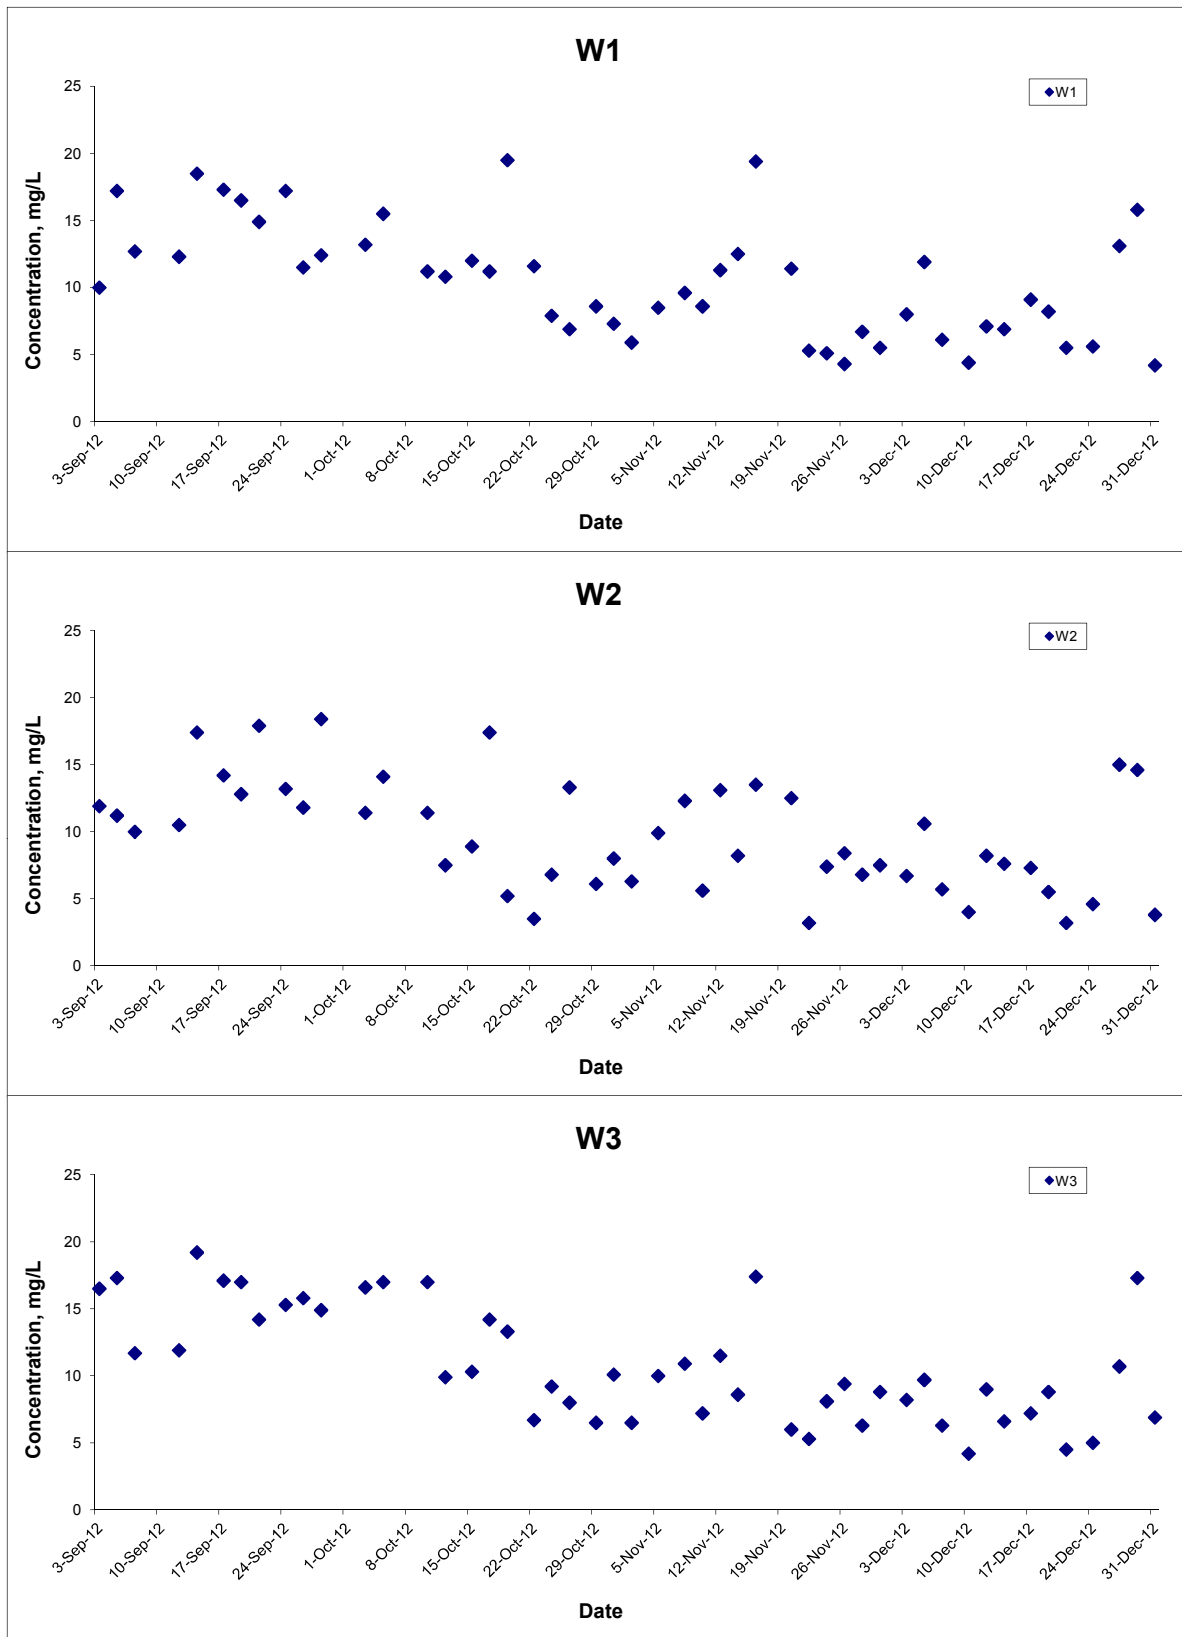 W1
W1
25
20
15
10
5
0
Concentration, mg/L
3-Sep-12
10-Sep-12
17-Sep-12
24-Sep-12
1-Oct-12
8-Oct-12
15-Oct-12
22-Oct-12
29-Oct-12
5-Nov-12
12-Nov-12
19-Nov-12
26-Nov-12
3-Dec-12
10-Dec-12
17-Dec-12
24-Dec-12
31-Dec-12
Date
W2
W2
25
20
15
10
5
0
Concentration, mg/L
3-Sep-12
10-Sep-12
17-Sep-12
24-Sep-12
1-Oct-12
8-Oct-12
15-Oct-12
22-Oct-12
29-Oct-12
5-Nov-12
12-Nov-12
19-Nov-12
26-Nov-12
3-Dec-12
10-Dec-12
17-Dec-12
24-Dec-12
31-Dec-12
Date
W3
W3
25
20
15
10
5
0
Concentration, mg/L
3-Sep-12
10-Sep-12
17-Sep-12
24-Sep-12
1-Oct-12
8-Oct-12
15-Oct-12
22-Oct-12
29-Oct-12
5-Nov-12
12-Nov-12
19-Nov-12
26-Nov-12
3-Dec-12
10-Dec-12
17-Dec-12
24-Dec-12
31-Dec-12
Date